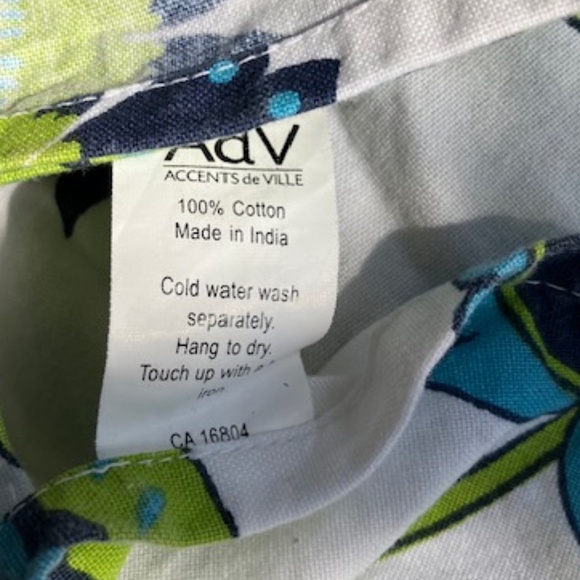 AdV
ACCENTS de VILLE
100% Cotton
Made in India
Cold water wash
separately.
Hang to dry.
Touch up with a
iron.
CA 16804